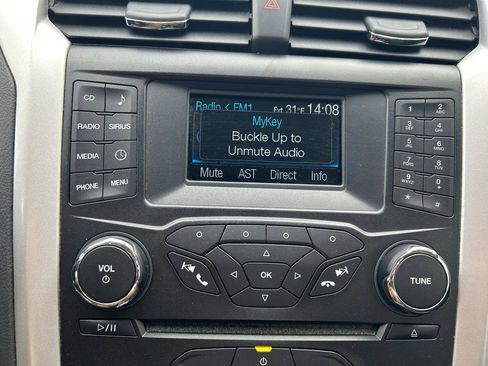 Radio < FM1 Ext 31°F 14:08
MyKey
Buckle Up to
Unmute Audio
Mute AST Direct Info
CD
RADIO SIRIUS
MEDIA
PHONE MENU
1 2 ABC
3 DEF 4 GHI
5 JKL 6 MNO
7 PQRS 8 TUV
9 WXYZ 0
* #
VOL
OK
TUNE